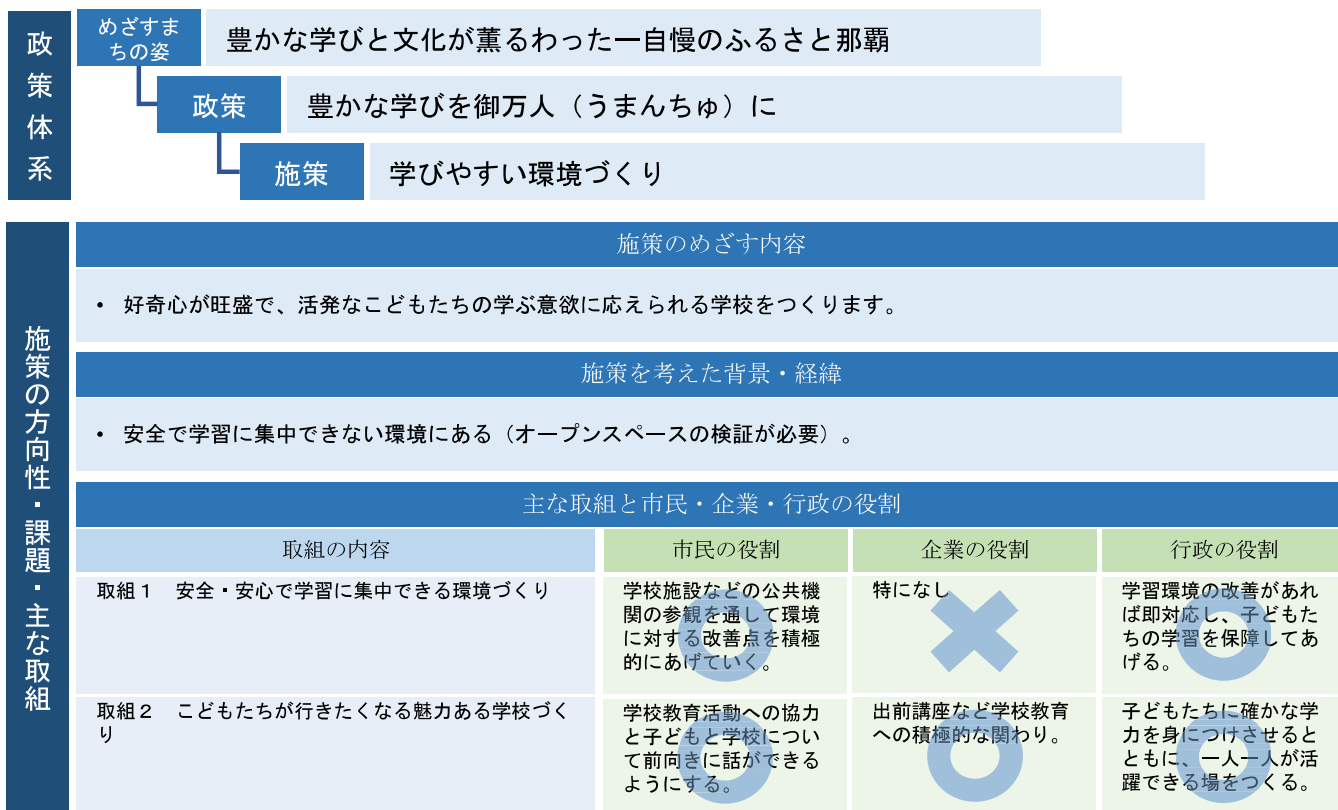 政策体系
めざすま
ちの姿
豊かな学びと文化が薫るわった一自慢のふるさと那覇
政策
豊かな学びを御万人（うまんちゅ）に
施策
学びやすい環境づくり
施策の方向性・課題・主な取組
施策のめざす内容
• 好奇心が旺盛で、活発なこどもたちの学ぶ意欲に応えられる学校をつくります。
施策を考えた背景・経緯
• 安全で学習に集中できない環境にある（オープンスペースの検証が必要）。
主な取組と市民・企業・行政の役割
取組の内容
市民の役割
企業の役割
行政の役割
取組１　安全・安心で学習に集中できる環境づくり
学校施設などの公共機
関の参観を通して環境
に対する改善点を積極
的にあげていく。
特になし
学習環境の改善があれ
ば即対応し、子どもた
ちの学習を保障してあ
げる。
取組２　こどもたちが行きたくなる魅力ある学校づく
り
学校教育活動への協力
と子どもと学校につい
て前向きに話ができる
ようにする。
出前講座など学校教育
への積極的な関わり。
子どもたちに確かな学
力を身につけさせると
ともに、一人一人が活
躍できる場をつくる。